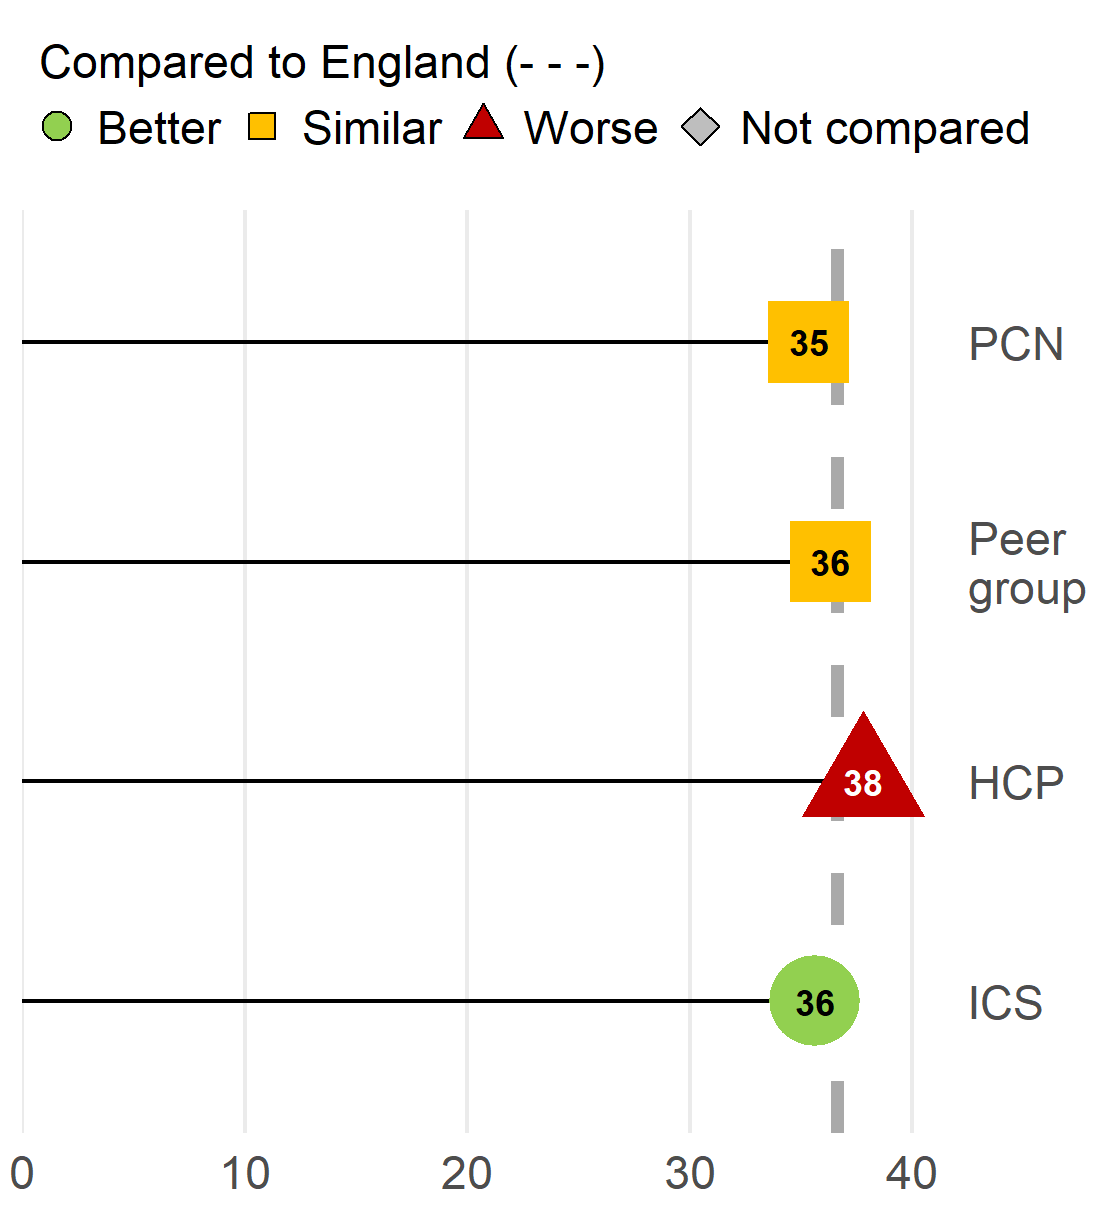 Compared to England (- - -)
Better Similar Worse Not compared
35 PCN
36 Peer
group
38 HCP
36 ICS
0 10 20 30 40